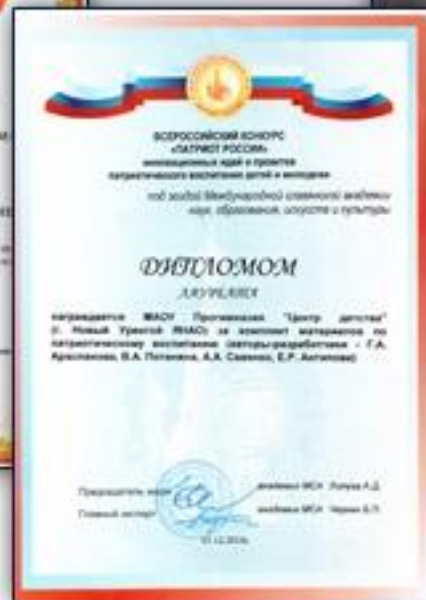 ВСЕРОССИЙСКИЙ КОНКУРС
«ПАТРИОТ РОССИИ»
инновационных идей и проектов
патриотического воспитания детей и молодежи
под эгидой Международной славянской академии
наук, образования, искусств и культуры
ДИПЛОМОМ
ЛАУРЕАТА
награждается МАОУ Прогимназия "Центр детства"
(г. Новый Уренгой ЯНАО) за комплект материалов по
патриотическому воспитанию (авторы-разработчики - Г.А.
В.А. Потанина, А.А. Савенко, Е.Р. Антипова)
Председатель жюри академик МСА А.Д.
Главный эксперт академик МСА